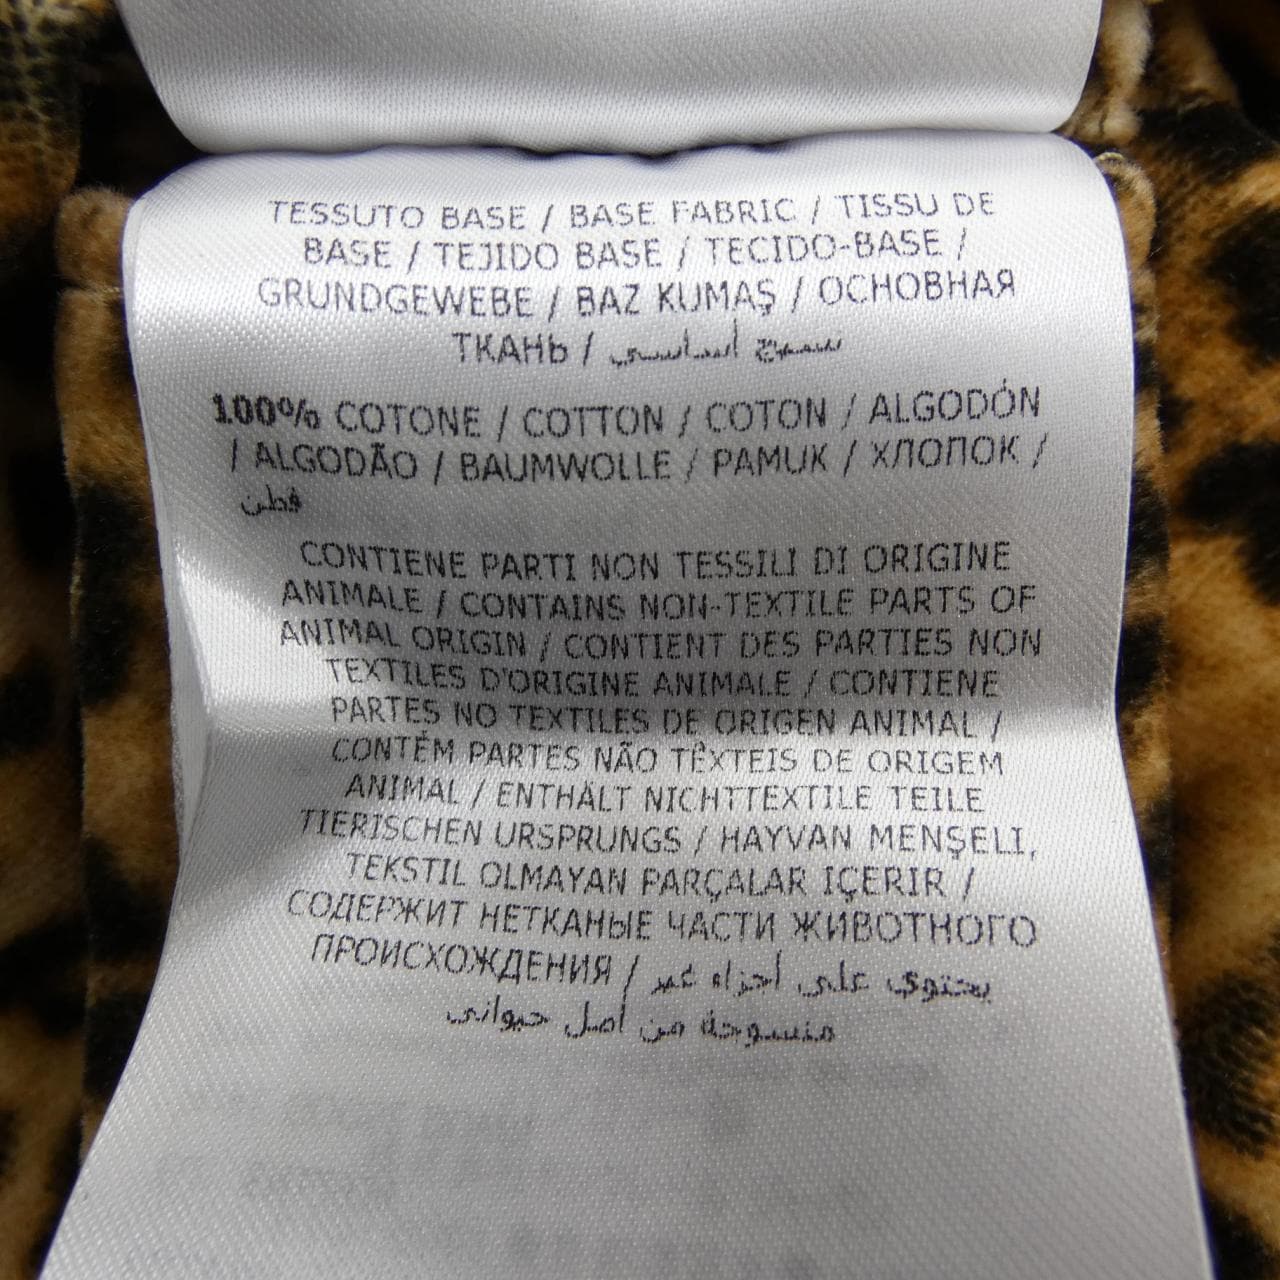 TESSUTO BASE / BASE FABRIC / TISSU DE
BASE / TEJIDO BASE / TECIDO-BASE /
GRUNDGEWEBE / BAZ KUMAŞ / ОСНОВНАЯ
ТКАНЬ / نسيج أساسي
100% COTONE / COTTON / COTON / ALGODÓN
/ ALGODÃO / BAUMWOLLE / PAMUK / ХЛОПОК /
قطن
CONTIENE PARTI NON TESSILI DI ORIGINE
ANIMALE / CONTAINS NON-TEXTILE PARTS OF
ANIMAL ORIGIN / CONTIENT DES PARTIES NON
TEXTILES D'ORIGINE ANIMALE / CONTIENE
PARTES NO TEXTILES DE ORIGEN ANIMAL /
CONTÉM PARTES NÃO TÊXTEIS DE ORIGEM
ANIMAL / ENTHÄLT NICHTTEXTILE TEILE
TIERISCHEN URSPRUNGS / HAYVAN MENŞELI,
TEKSTIL OLMAYAN PARÇALAR IÇERIR /
СОДЕРЖИТ НЕТКАНЫЕ ЧАСТИ ЖИВОТНОГО
ПРОИСХОЖДЕНИЯ / يحتوي على أجزاء غير
منسوجة من أصل حيواني